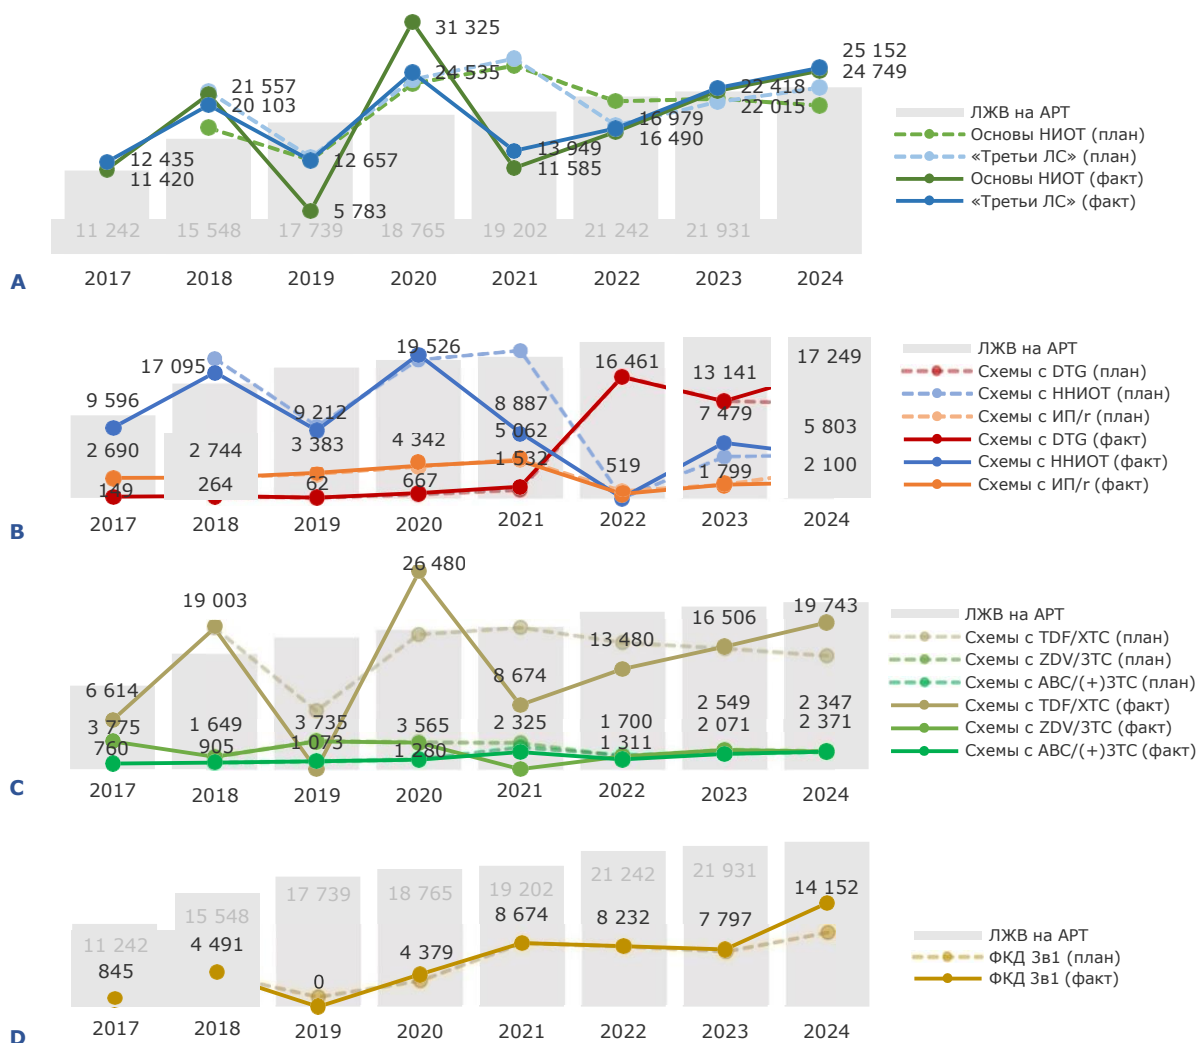 31 325
25 152
24 749
21 557
20 103
24 535
22 418
22 015
16 979
16 490
12 435
11 420
12 657
13 949
11 585
5 783
11 242 15 548 17 739 18 765 19 202 21 242 21 931
2017 2018 2019 2020 2021 2022 2023 2024
ЛЖВ на АРТ
Основы НИОТ (план)
«Третьи ЛС» (план)
Основы НИОТ (факт)
«Третьи ЛС» (факт)
A
9 596 17 095 9 212 19 526 8 887 16 461 13 141 17 249
2 690 2 744 3 383 4 342 5 062 519 7 479 5 803
149 264 62 667 1 532 1 799 2 100
2017 2018 2019 2020 2021 2022 2023 2024
ЛЖВ на АРТ
Схемы с DTG (план)
Схемы с ННИОТ (план)
Схемы с ИП/r (план)
Схемы с DTG (факт)
Схемы с ННИОТ (факт)
Схемы с ИП/r (факт)
B
6 614 19 003 26 480 8 674 13 480 16 506 19 743
3 775 1 649 3 735 3 565 2 325 1 700 2 549 2 347
760 905 1 073 1 280 1 311 2 071 2 371
2017 2018 2019 2020 2021 2022 2023 2024
ЛЖВ на АРТ
Схемы с TDF/XTC (план)
Схемы с ZDV/3TC (план)
Схемы с ABC/(+)3TC (план)
Схемы с TDF/XTC (факт)
Схемы с ZDV/3TC (факт)
Схемы с ABC/(+)3TC (факт)
C
11 242 15 548 17 739 18 765 19 202 21 242 21 931
845 4 491 0 4 379 8 674 8 232 7 797 14 152
2017 2018 2019 2020 2021 2022 2023 2024
ЛЖВ на АРТ
ФКД 3в1 (план)
ФКД 3в1 (факт)
D